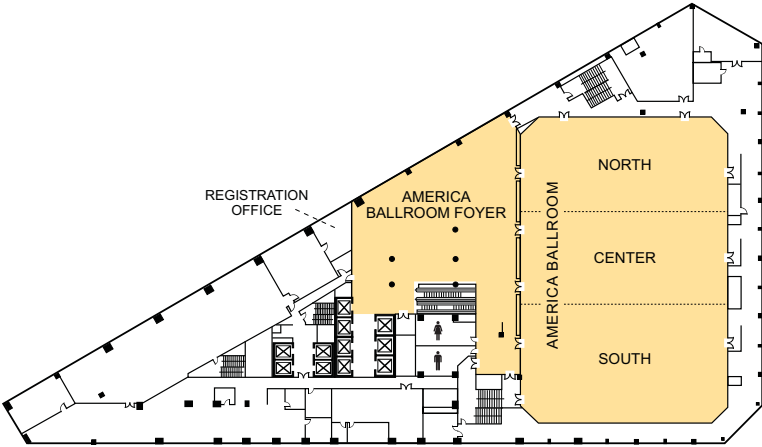 REGISTRATION
OFFICE
AMERICA
BALLROOM FOYER
AMERICA BALLROOM
NORTH
CENTER
SOUTH